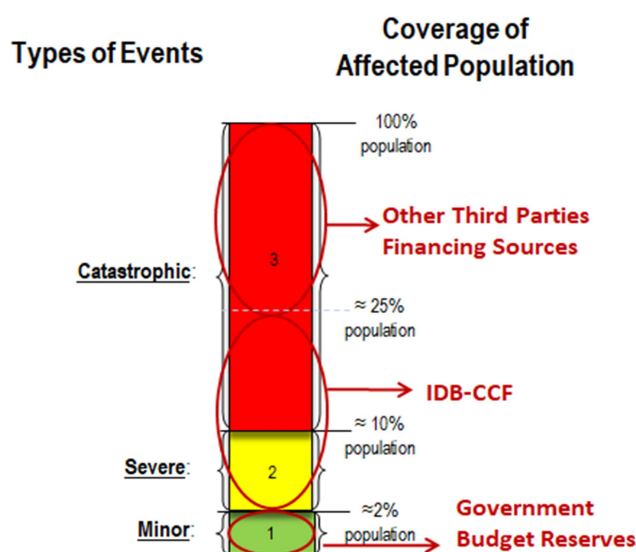 Types of Events
Coverage of
Affected Population
100%
population
Other Third Parties
Financing Sources
3
Catastrophic:
≈ 25%
population
IDB-CCF
≈ 10%
population
2
Severe:
≈2%
population
Government
Budget Reserves
Minor:
1